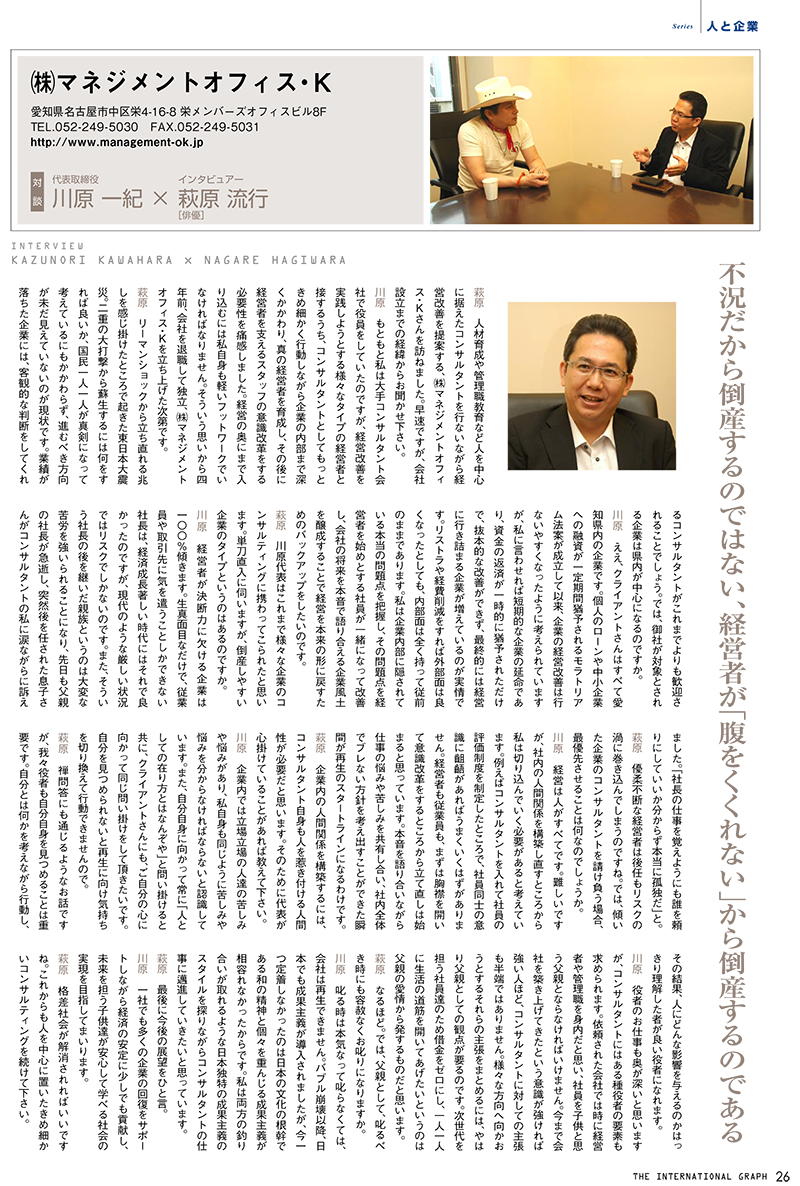 Series 人と企業
㈱マネジメントオフィス・K
愛知県名古屋市中区栄4-16-8 栄メンバーズオフィスビル8F
TEL.052-249-5030 FAX.052-249-5031
http://www.management-ok.jp
対談
代表取締役
川原 一紀
×
インタビュアー
萩原 流行
[俳優]
INTERVIEW
KAZUNORI KAWAHARA × NAGARE HAGIWARA
不況だから倒産するのではない、経営者が「腹をくくれない」から倒産するのである
萩原 人材育成や管理職教育など人を中心
に据えたコンサルタントを行ないながら経
営改善を提案する、㈱マネジメントオフィ
ス・Kさんを訪ねました。早速ですが、会社
設立までの経緯からお聞かせ下さい。
川原 もともと私は大手コンサルタント会
社で役員をしていたのですが、経営改善を
実践しようとする様々なタイプの経営者と
接するうち、コンサルタントとしてもっと
きめ細かく行動しながら企業の内部まで深
くかかわり、真の経営者を育成し、その後に
経営者を支えるスタッフの意識改革をする
必要性を痛感しました。経営の奥にまで入
り込むには私自身も軽いフットワークでい
なければなりません。そういう思いから四
年前、会社を退職して独立、㈱マネジメント
オフィス・Kを立ち上げた次第です。
萩原 リーマンショックから立ち直れる兆
しを感じ掛けたところで起きた東日本大震
災。二重の大打撃から蘇生するには何をす
れば良いか、国民一人一人が真剣になって
考えているにもかかわらず、進むべき方向
が未だ見えていないのが現状です。業績が
落ちた企業には、客観的な判断をしてくれ
るコンサルタントがこれまでよりも歓迎さ
れることでしょう。では、御社が対象とされ
る企業は県内が中心になるのですか。
川原 ええ、クライアントさんはすべて愛
知県内の企業です。個人のローンや中小企業
への融資が一定期間猶予されるモラトリア
ム法案が成立して以来、企業の経営改善は行
ないやすくなったように考えられています
が、私に言わせれば短期的な企業の延命であ
り、資金の返済が一時的に猶予されただけ
で、抜本的な改善ができず、最終的には経営
に行き詰まる企業が増えているのが実情で
す。リストラや経費削減をすれば外部面は良
くなったとしても、内部面は全く持って従前
のままであります。私は企業内部に隠されて
いる本当の問題点を把握し、その問題点を経
営者を始めとする社員が一緒になって改善
し、会社の将来を本音で語り合える企業風土
を醸成することで経営を本来の形に戻すた
めのバックアップをしたいのです。
萩原 川原代表はこれまで様々な企業のコ
ンサルティングに携わってこられたと思い
ます。単刀直入に伺いますが、倒産しやすい
企業のタイプというのはあるのですか。
川原 経営者が決断力に欠ける企業は
一〇〇％傾きます。生真面目なだけで、従業
員や取引先に気を遣うことしかできない
社長は、経済成長著しい時代にはそれで良
かったのですが、現代のような厳しい状況
ではリスクでしかないのです。また、そうい
う社長の後を継いだ親族というのは大変な
苦労を強いられることになり、先日も父親
の社長が急逝し、突然後を任された息子さ
んがコンサルタントの私に涙ながらに訴え
ました。「社長の仕事を覚えようにも誰を頼
りにしていいか分からず本当に孤独だ」と。
萩原 優柔不断な経営者は後任もリスクの
渦に巻き込んでしまうのですね。では、傾い
た企業のコンサルタントを請け負う場合、
最優先させることは何なのでしょうか。
川原 経営は人がすべてです。難しいです
が、社内の人間関係を構築し直すところから
私は切り込んでいく必要があると考えてい
ます。例えばコンサルタントを入れて社員の
評価制度を制定したところで、社員同士の意
識に齟齬があればうまくいくはずがありま
せん。経営者も従業員も、まずは胸襟を開い
て意識改革をするところから立て直しは始
まると思っています。本音を語り合いながら
仕事の悩みや苦しみを共有し合い、社内全体
でブレない方針を考え出すことができた瞬
間が再生のスタートラインになるわけです。
萩原 企業内の人間関係を構築するには、
コンサルタント自身も人を惹き付ける人間
性が必要だと思います。そのために代表が
心掛けていることがあれば教えて下さい。
川原 企業内では立場立場の人達の苦しみ
や悩みがあり、私自身も同じように苦しみや
悩みを分からなければならないと認識して
います。また、自分自身に向かって常に「人と
しての在り方とはなんぞや」と問い掛けると
共に、クライアントさんにも、ご自分の心に
向かって同じ問い掛けをして頂きたいです。
自分を見つめられないと再生に向け気持ち
を切り換えて行動できませんので。
萩原 禅問答にも通じるようなお話です
が、我々役者も自分自身を見つめることは重
要です。自分とは何かを考えながら行動し、
その結果、人にどんな影響を与えるのかはっ
きり理解した者が良い役者になれます。
川原 役者のお仕事も奥が深いと思います
が、コンサルタントにはある種役者の要素も
求められます。依頼された会社では時に経営
者や管理職を身内だと思い、社員を子供と思
う父親とならなければいけません。今まで会
社を築き上げてきたという意識が強ければ
強い人ほど、コンサルタントに対しての主張
も半端ではありません。様々な方向へ向かお
うとするそれらの主張をまとめるには、やは
り父親としての観点が要るのです。次世代を
担う社員達のため借金をゼロにし、一人一人
に生活の道筋を開いてあげたいというのは
父親の愛情から発するものだと思います。
萩原 なるほど。では、父親として、叱るべ
き時にも容赦なくお叱りになりますか。
川原 叱る時は本気なって叱らなくては、
会社は再生できません。バブル崩壊以降、日
本でも成果主義が導入されましたが、今一
つ定着しなかったのは日本の文化の根幹で
ある和の精神と個々を重んじる成果主義が
相容れなかったからです。私は両方の釣り
合いが取れるような日本独特の成果主義の
スタイルを探りながらコンサルタントの仕
事に邁進していきたいと思っています。
萩原 最後に今後の展望をひと言。
川原 一社でも多くの企業の回復をサポー
トしながら経済の安定に少しでも貢献し、
未来を担う子供達が安心して学べる社会の
実現を目指してまいります。
萩原 格差社会が解消されればいいです
ね。これからも人を中心に置いたきめ細か
いコンサルティングを続けて下さい。
THE INTERNATIONAL GRAPH 26